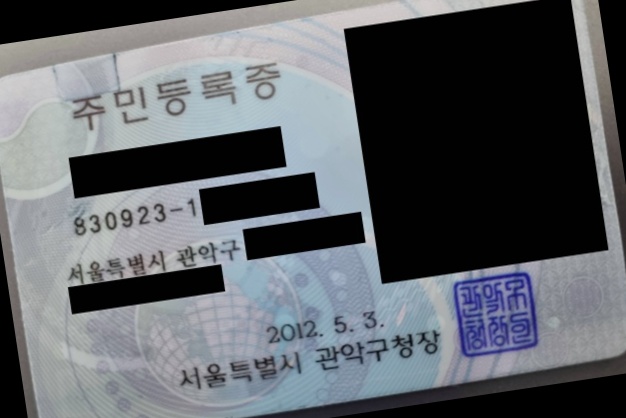 주민등록증
830923-1
서울특별시 관악구
2012. 5. 3.
서울특별시 관악구청장